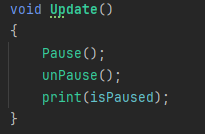 void Update()
{
    Pause();
    unPause();
    print(isPaused);
}